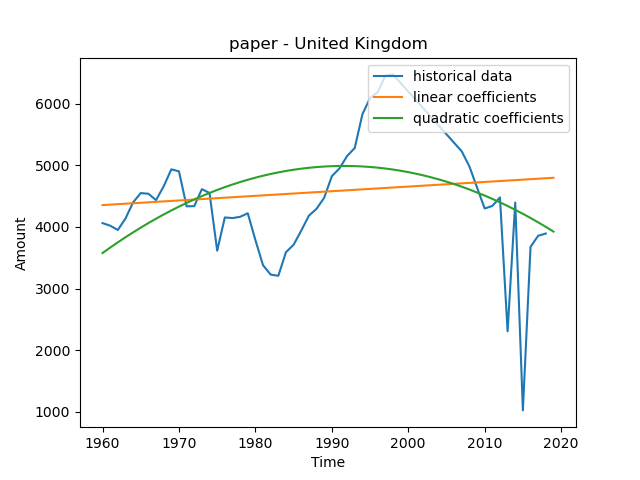 paper - United Kingdom
historical data
linear coefficients
quadratic coefficients
6000
5000
4000
3000
2000
1000
Amount
1960 1970 1980 1990 2000 2010 2020
Time